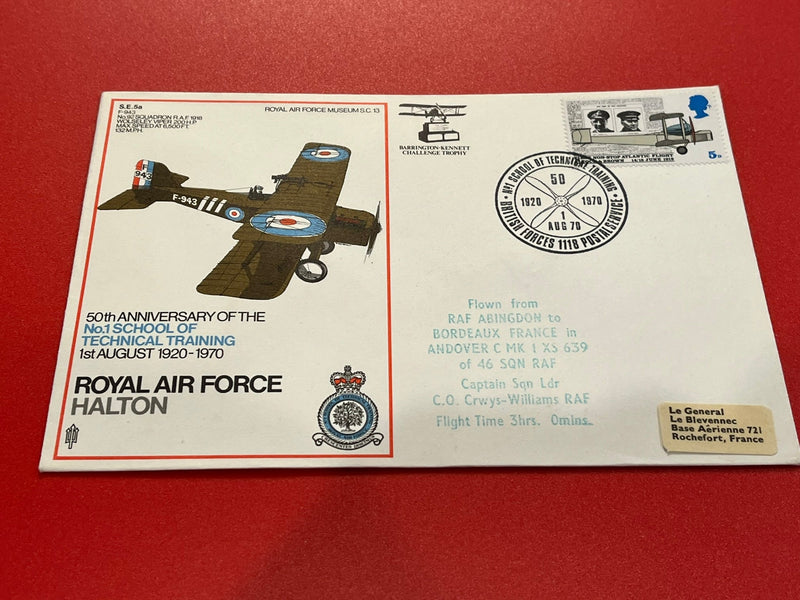 S.E.5a
F-943
No.92 SQUADRON R.A.F 1918
WOLSELEY VIPER 200 H.P.
MAX. SPEED AT 6,500 FT.
132 M.P.H.
ROYAL AIR FORCE MUSEUM S.C. 13
F
943
F-943
50th ANNIVERSARY OF THE
No.1 SCHOOL OF
TECHNICAL TRAINING
1st AUGUST 1920-1970
ROYAL AIR FORCE
HALTON
BARRINGTON-KENNETT
CHALLENGE TROPHY
No1 SCHOOL OF TECHNICAL TRAINING
50
1920 1970
1
AUG 70
BRITISH FORCES 1118 POSTAL SERVICE
NON-STOP ATLANTIC FLIGHT
BROWN 14/15 JUNE 1919
5D
Flown from
RAF ABINGDON to
BORDEAUX FRANCE in
ANDOVER C MK 1 XS 639
of 46 SQN RAF
Captain Sqn Ldr
C.O. Crwys-Williams RAF
Flight Time 3hrs. 0mins.
Le General
Le Blevennec
Base Aérienne 721
Rochefort, France